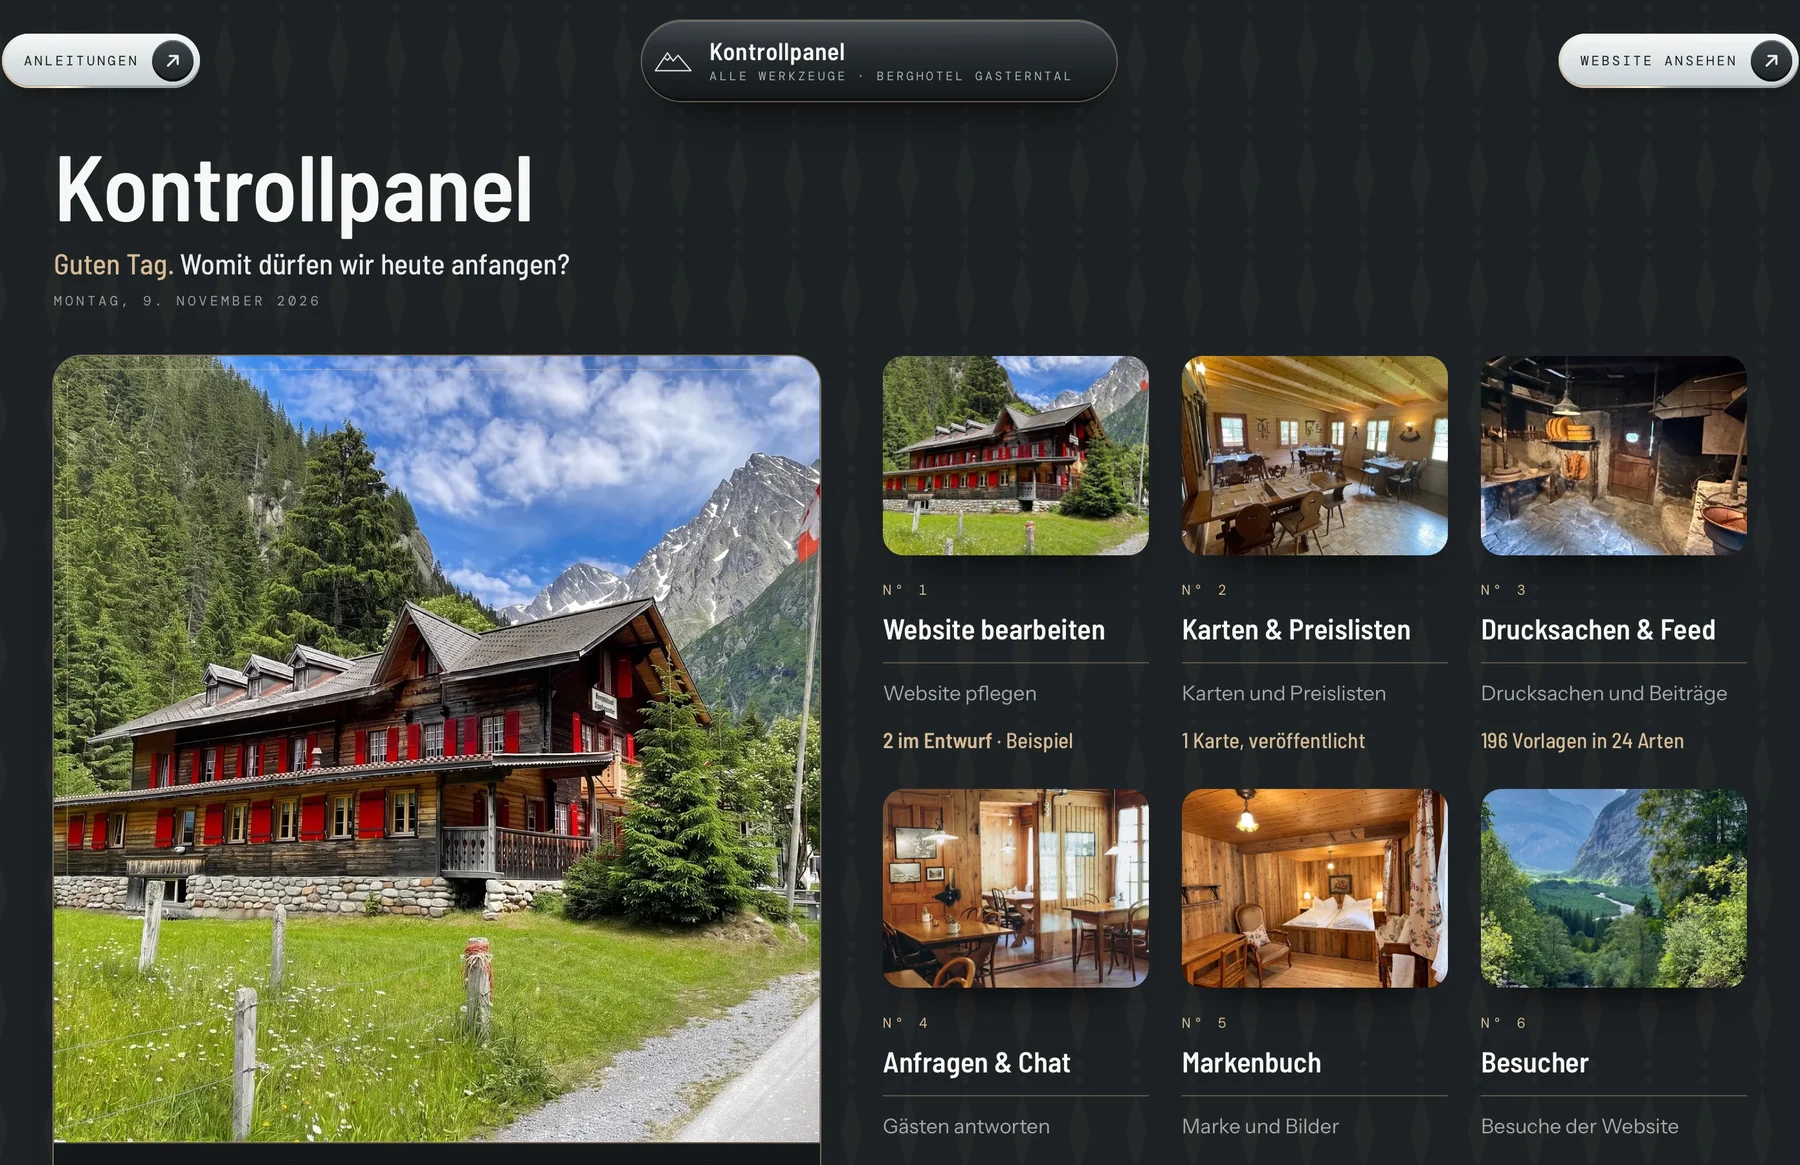 ANLEITUNGEN
Kontrollpanel
ALLE WERKZEUGE · BERGHOTEL GASTERNTAL
WEBSITE ANSEHEN
Kontrollpanel
Guten Tag. Womit dürfen wir heute anfangen?
MONTAG, 9. NOVEMBER 2026
N° 1
Website bearbeiten
Website pflegen
2 im Entwurf · Beispiel
N° 2
Karten & Preislisten
Karten und Preislisten
1 Karte, veröffentlicht
N° 3
Drucksachen & Feed
Drucksachen und Beiträge
196 Vorlagen in 24 Arten
N° 4
Anfragen & Chat
Gästen antworten
N° 5
Markenbuch
Marke und Bilder
N° 6
Besucher
Besuche der Website